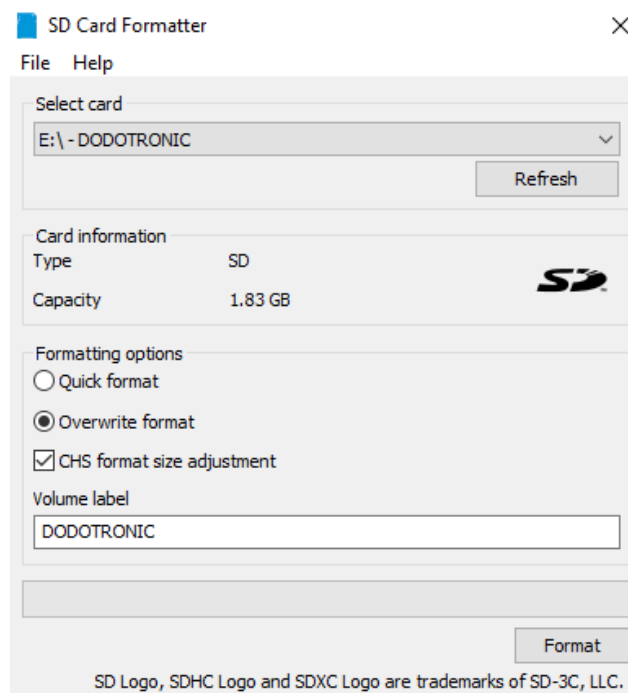 SD Card Formatter
File Help
Select card
E:\ - DODOTRONIC
Refresh
Card information
Type SD
Capacity 1.83 GB
SD
Formatting options
Quick format
Overwrite format
CHS format size adjustment
Volume label
DODOTRONIC
Format
SD Logo, SDHC Logo and SDXC Logo are trademarks of SD-3C, LLC.